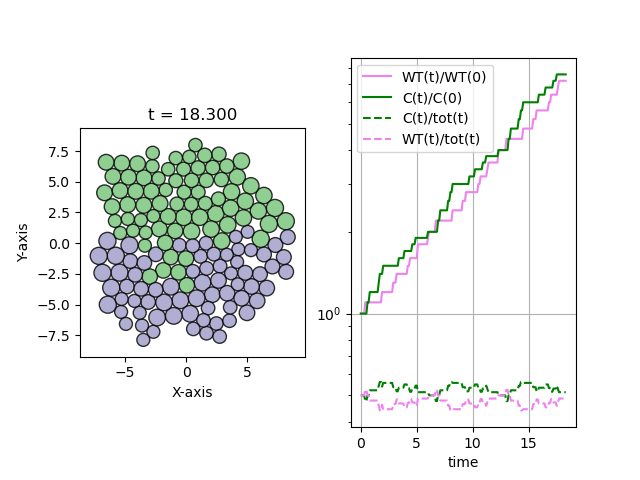 t = 18.300
Y-axis
7.5
5.0
2.5
0.0
−2.5
−5.0
−7.5
−5
0
5
X-axis
WT(t)/WT(0)
C(t)/C(0)
C(t)/tot(t)
WT(t)/tot(t)
10⁰
0
5
10
15
time